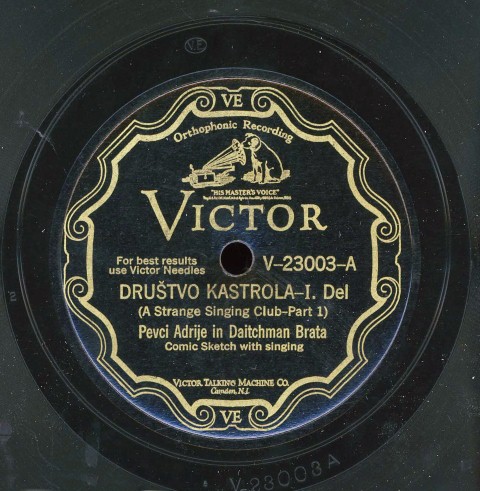 VE
VE
Orthophonic Recording
"HIS MASTER'S VOICE"
VICTOR
For best results
use Victor Needles
V-23003-A
DRUŠTVO KASTROLA–I. Del
(A Strange Singing Club–Part 1)
Pevci Adrije in Daitchman Brata
Comic Sketch with singing
VICTOR TALKING MACHINE CO.
Camden, N.J.
VE
V-23003A